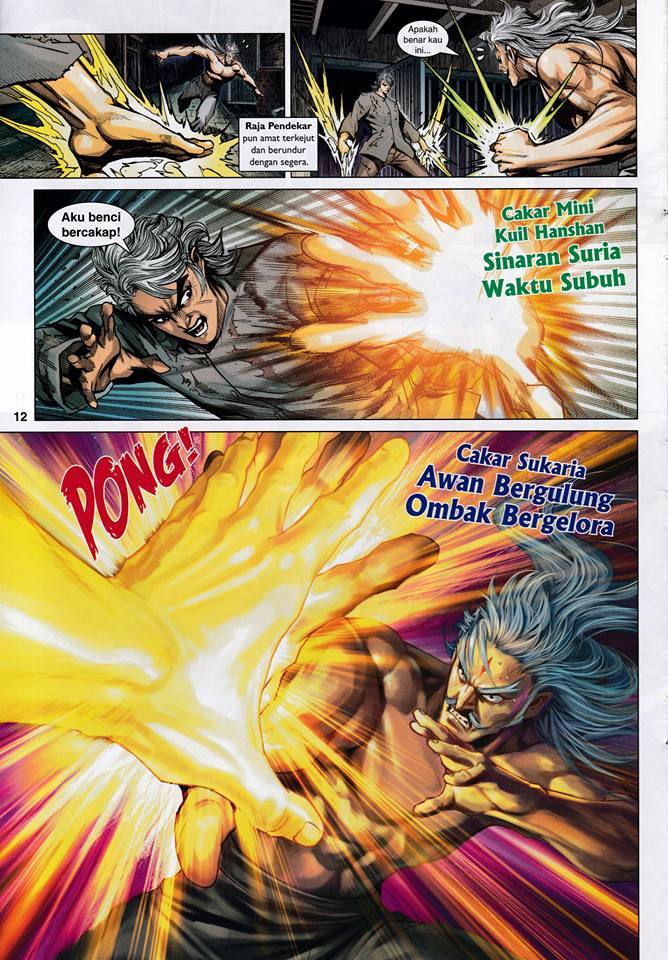 Raja Pendekar
pun amat terkejut
dan berundur
dengan segera.
Apakah
benar kau
ini...
Aku benci
bercakap!
Cakar Mini
Kuil Hanshan
Sinaran Suria
Waktu Subuh
12
PONG!
Cakar Sukaria
Awan Bergulung
Ombak Bergelora